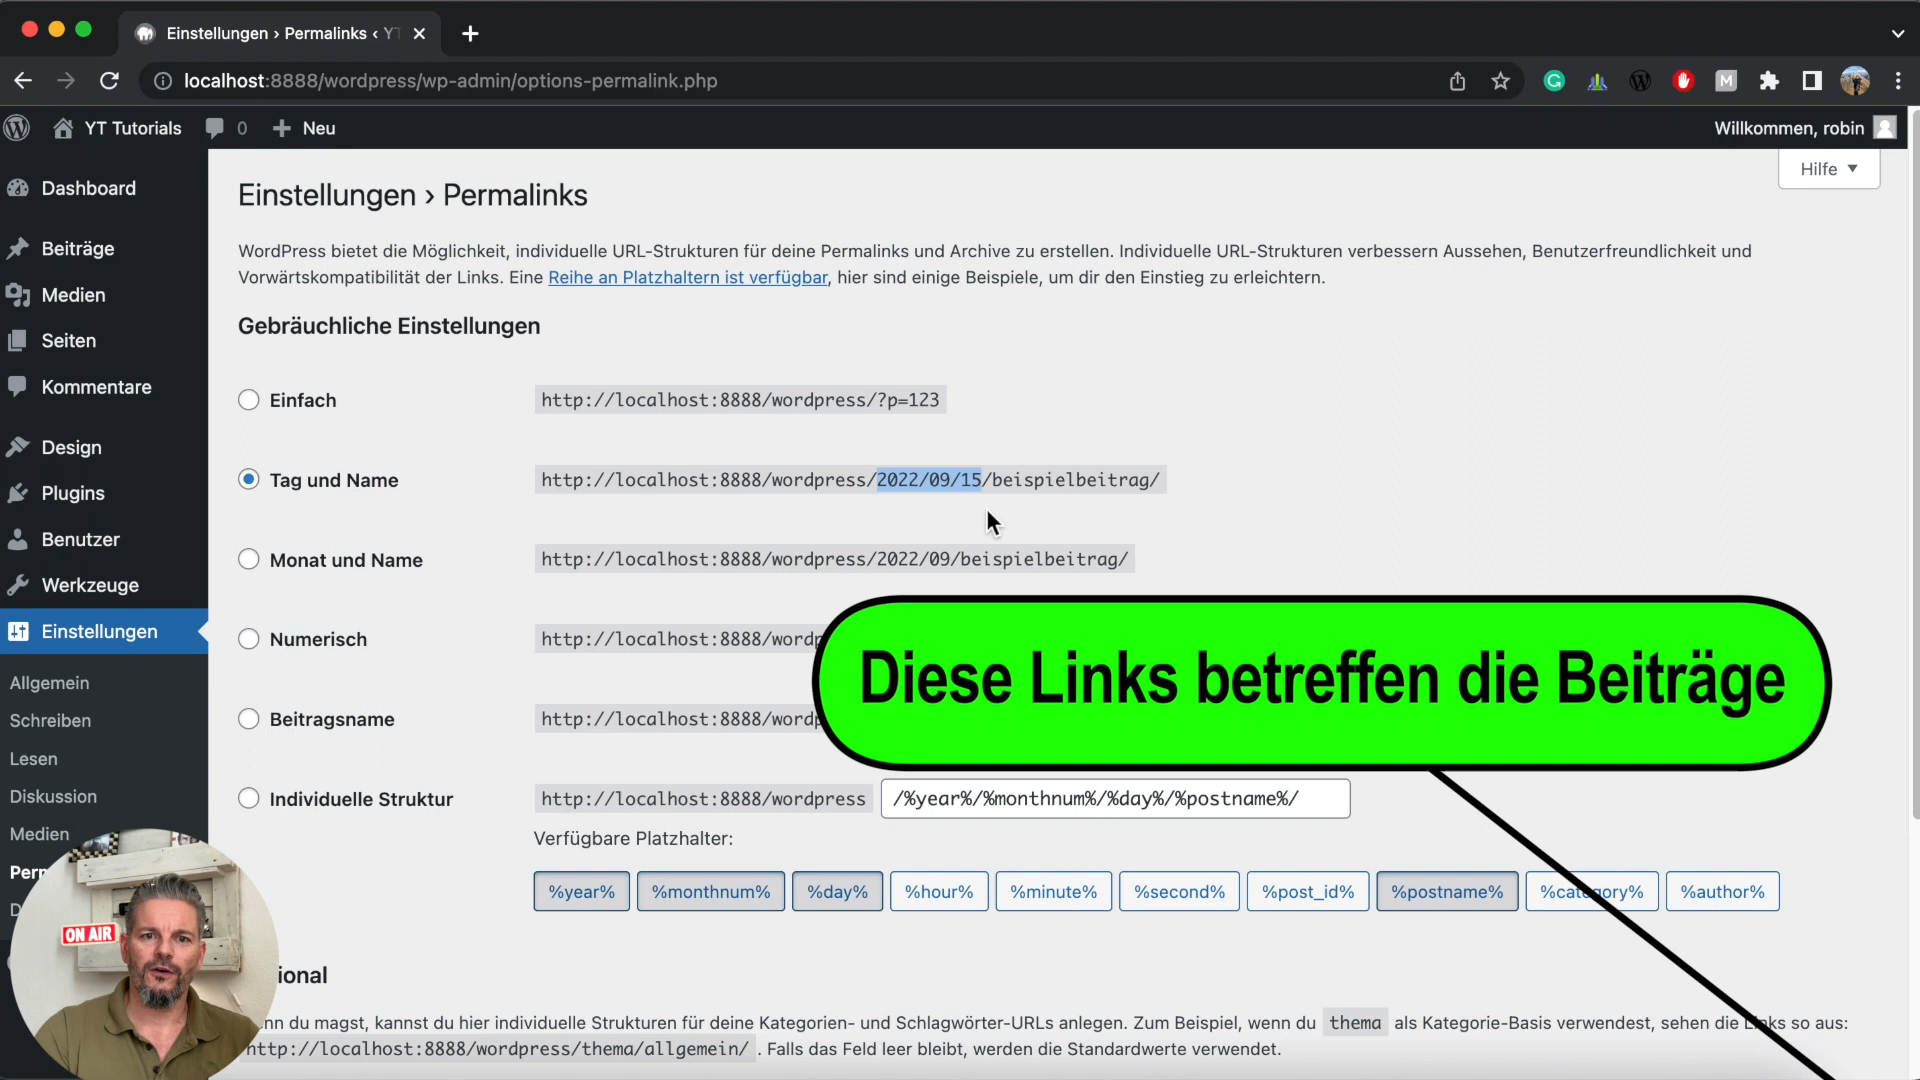 Einstellungen › Permalinks ‹ YT
localhost:8888/wordpress/wp-admin/options-permalink.php
YT Tutorials 0 Neu Willkommen, robin
Hilfe
Dashboard
Beiträge
Medien
Seiten
Kommentare
Design
Plugins
Benutzer
Werkzeuge
Einstellungen
Allgemein
Schreiben
Lesen
Diskussion
Medien
Einstellungen › Permalinks
WordPress bietet die Möglichkeit, individuelle URL-Strukturen für deine Permalinks und Archive zu erstellen. Individuelle URL-Strukturen verbessern Aussehen, Benutzerfreundlichkeit und
Vorwärtskompatibilität der Links. Eine Reihe an Platzhaltern ist verfügbar, hier sind einige Beispiele, um dir den Einstieg zu erleichtern.
Gebräuchliche Einstellungen
Einfach http://localhost:8888/wordpress/?p=123
Tag und Name http://localhost:8888/wordpress/2022/09/15/beispielbeitrag/
Monat und Name http://localhost:8888/wordpress/2022/09/beispielbeitrag/
Numerisch http://localhost:8888/wordp
Diese Links betreffen die Beiträge
Beitragsname http://localhost:8888/wordp
Individuelle Struktur http://localhost:8888/wordpress /%year%/%monthnum%/%day%/%postname%/
Verfügbare Platzhalter:
%year% %monthnum% %day% %hour% %minute% %second% %post_id% %postname% %category% %author%
ON AIR
ional
nn du magst, kannst du hier individuelle Strukturen für deine Kategorien- und Schlagwörter-URLs anlegen. Zum Beispiel, wenn du thema als Kategorie-Basis verwendest, sehen die Links so aus:
http://localhost:8888/wordpress/thema/allgemein/ . Falls das Feld leer bleibt, werden die Standardwerte verwendet.